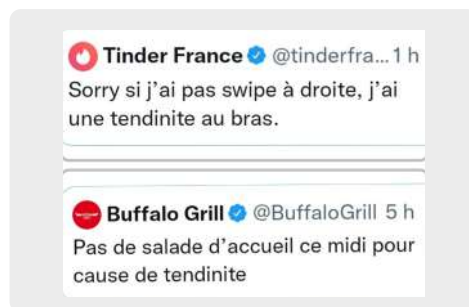 Tinder France @tinderfra... 1 h
Sorry si j'ai pas swipe à droite, j'ai
une tendinite au bras.
Buffalo Grill @BuffaloGrill 5 h
Pas de salade d'accueil ce midi pour
cause de tendinite